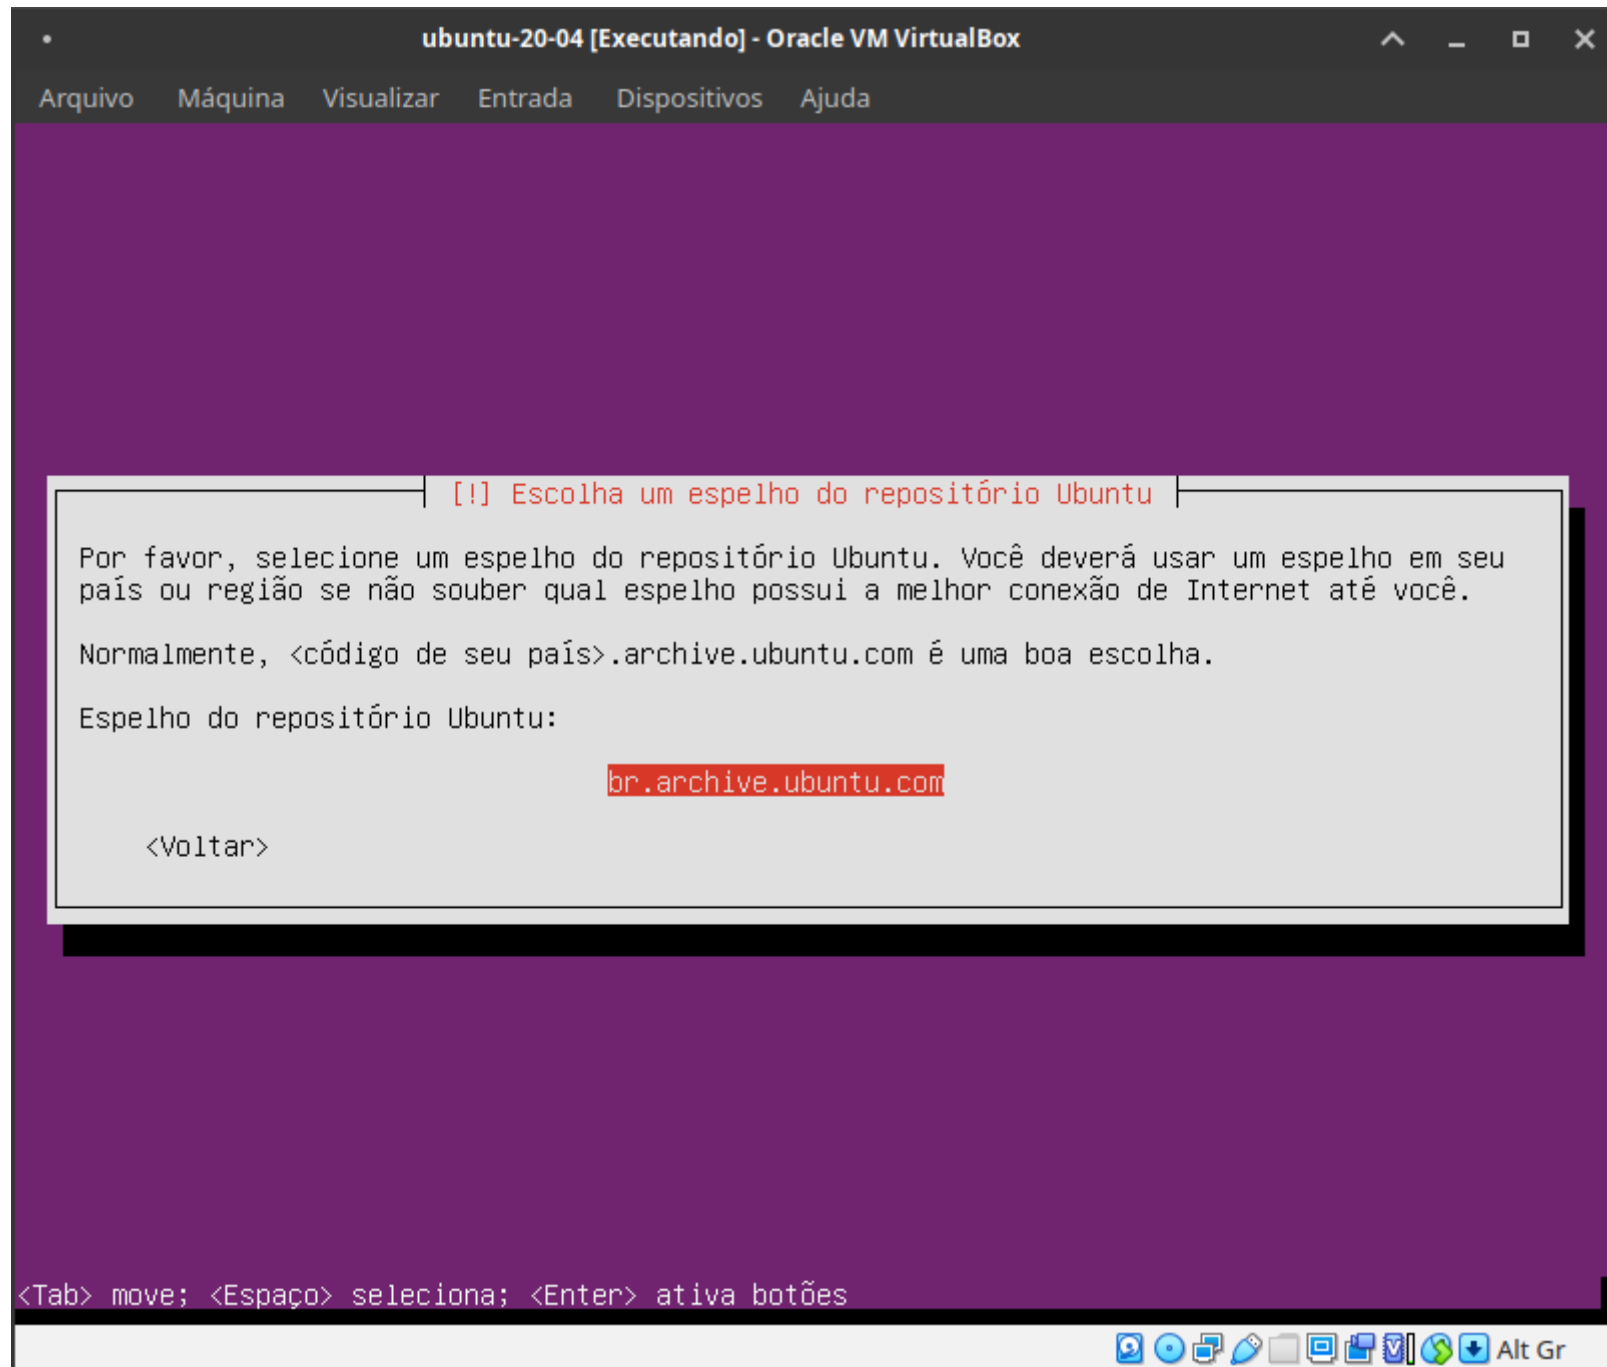 ubuntu-20-04 [Executando] - Oracle VM VirtualBox
Arquivo Máquina Visualizar Entrada Dispositivos Ajuda
[!] Escolha um espelho do repositório Ubuntu
Por favor, selecione um espelho do repositório Ubuntu. Você deverá usar um espelho em seu
país ou região se não souber qual espelho possui a melhor conexão de Internet até você.
Normalmente, <código de seu país>.archive.ubuntu.com é uma boa escolha.
Espelho do repositório Ubuntu:
br.archive.ubuntu.com
<Voltar>
<Tab> move; <Espaço> seleciona; <Enter> ativa botões
Alt Gr